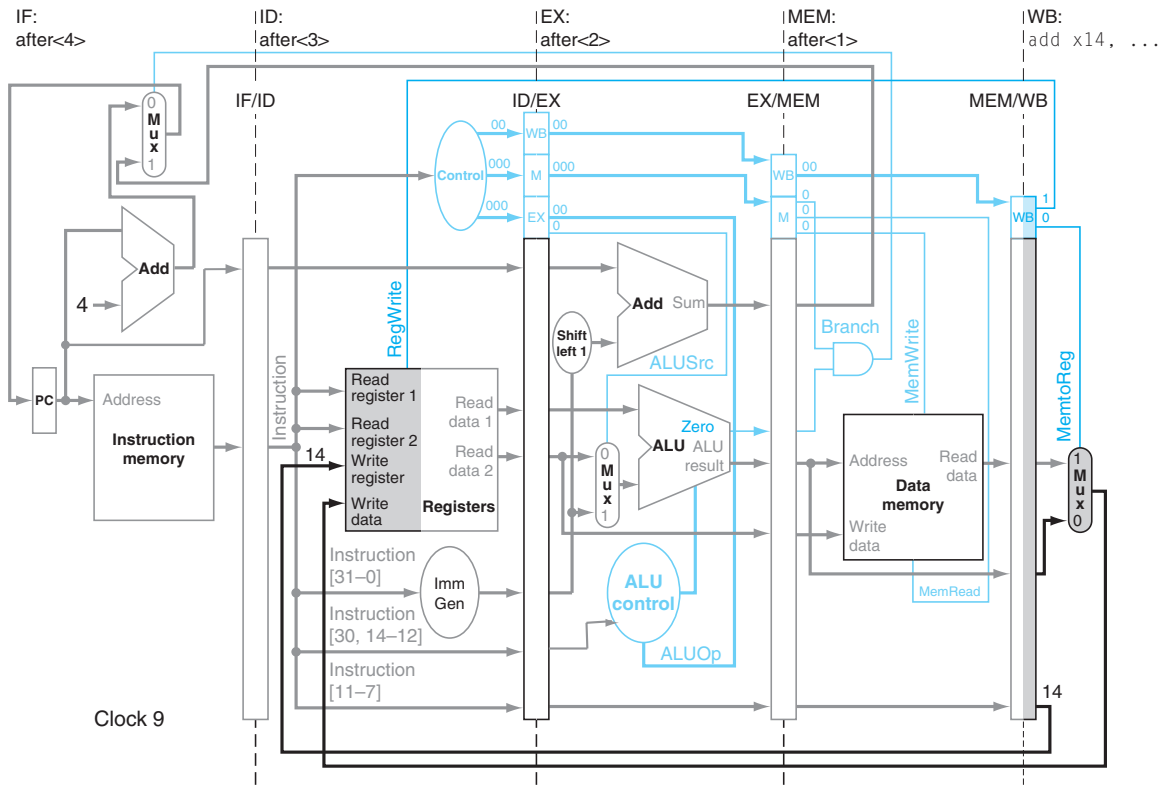 IF:
after<4>
ID:
after<3>
EX:
after<2>
MEM:
after<1>
WB:
add x14, ...
IF/ID
ID/EX
EX/MEM
MEM/WB
0
Mux
1
Control
00
000
000
WB
M
EX
00
000
00
0
WB
M
00
0
0
0
WB
1
0
Add
4
RegWrite
Add
Sum
Shift
left 1
ALUSrc
Branch
MemWrite
MemtoReg
PC
Address
Instruction
memory
Instruction
Read
register 1
Read
register 2
Write
register
Write
data
Read
data 1
Read
data 2
Registers
14
0
Mux
1
Zero
ALU
ALU
result
Address
Read
data
Data
memory
Write
data
MemRead
1
Mux
0
Instruction
[31–0]
Imm
Gen
Instruction
[30, 14–12]
ALU
control
ALUOp
Instruction
[11–7]
14
Clock 9